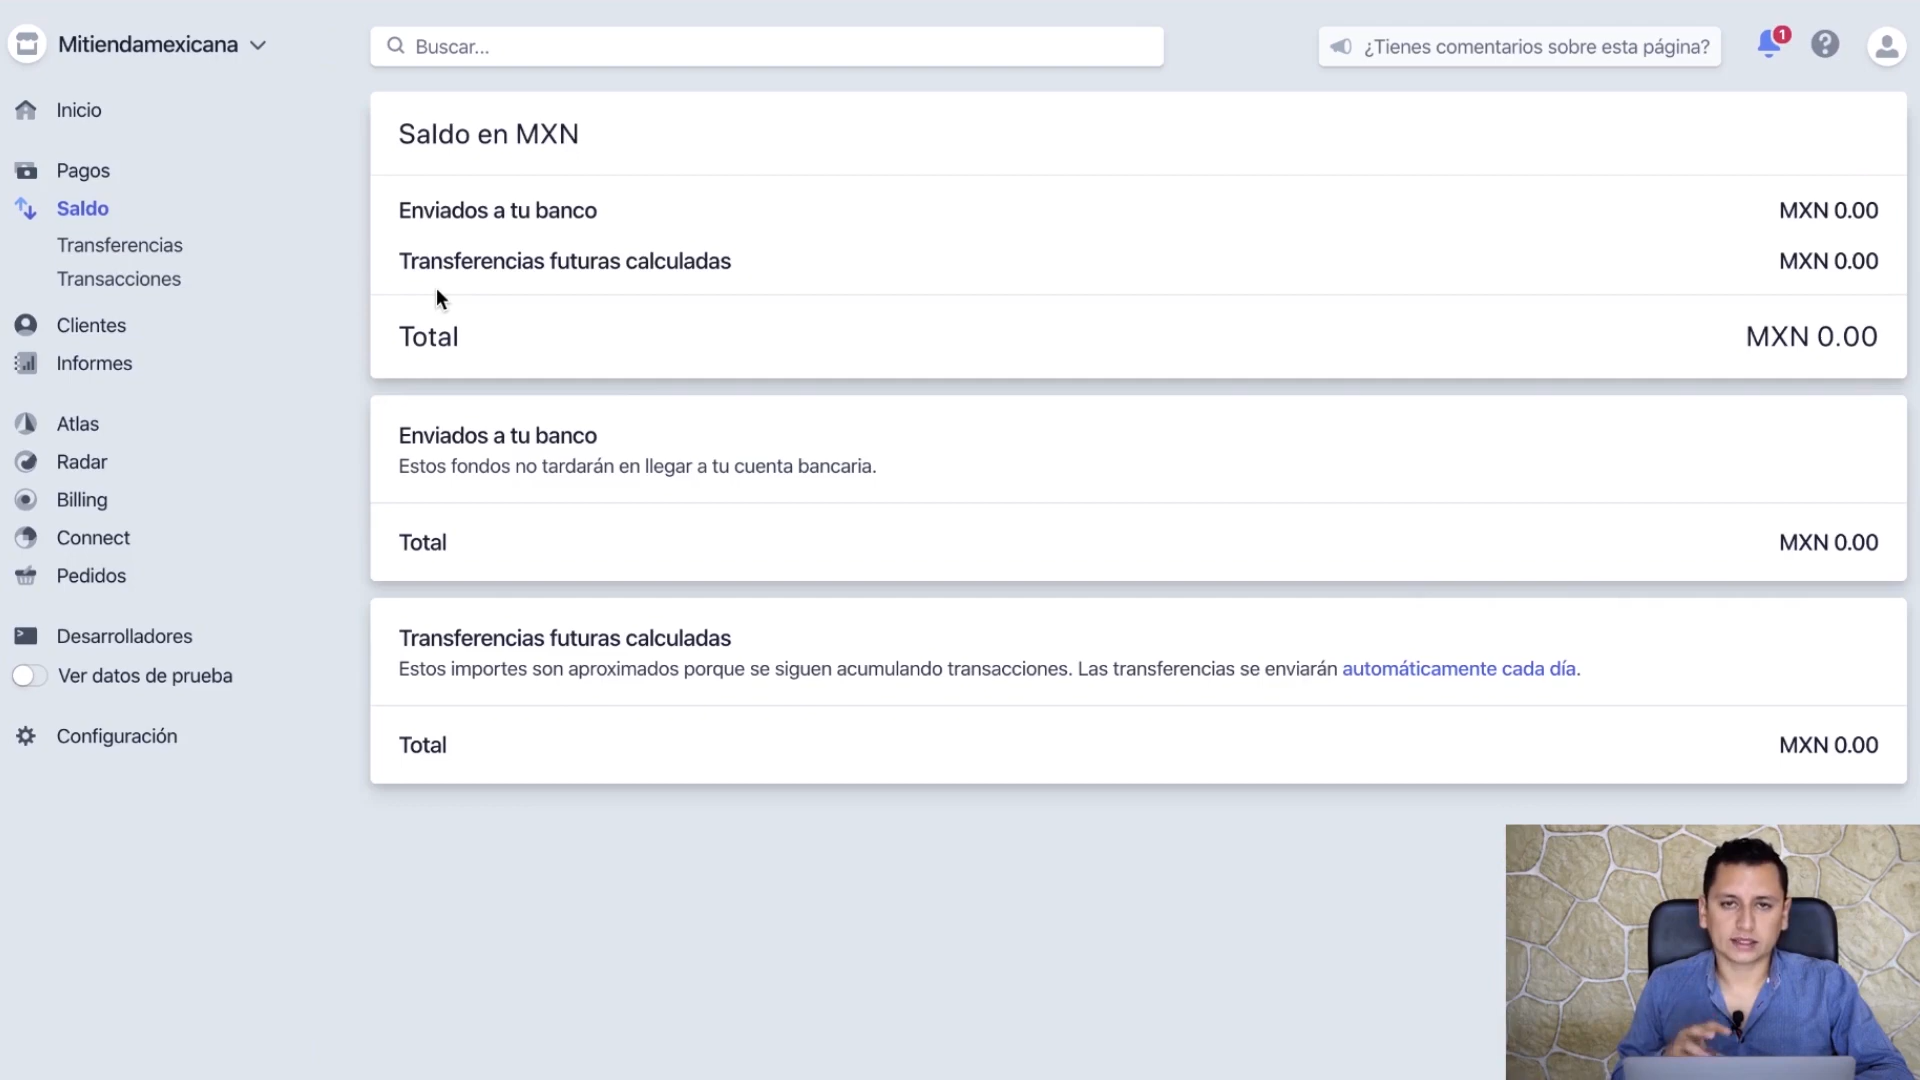 Mitiendamexicana
Buscar...
¿Tienes comentarios sobre esta página?
1
?
Inicio
Pagos
Saldo
Transferencias
Transacciones
Clientes
Informes
Atlas
Radar
Billing
Connect
Pedidos
Desarrolladores
Ver datos de prueba
Configuración
Saldo en MXN
Enviados a tu banco MXN 0.00
Transferencias futuras calculadas MXN 0.00
Total MXN 0.00
Enviados a tu banco
Estos fondos no tardarán en llegar a tu cuenta bancaria.
Total MXN 0.00
Transferencias futuras calculadas
Estos importes son aproximados porque se siguen acumulando transacciones. Las transferencias se enviarán automáticamente cada día.
Total MXN 0.00